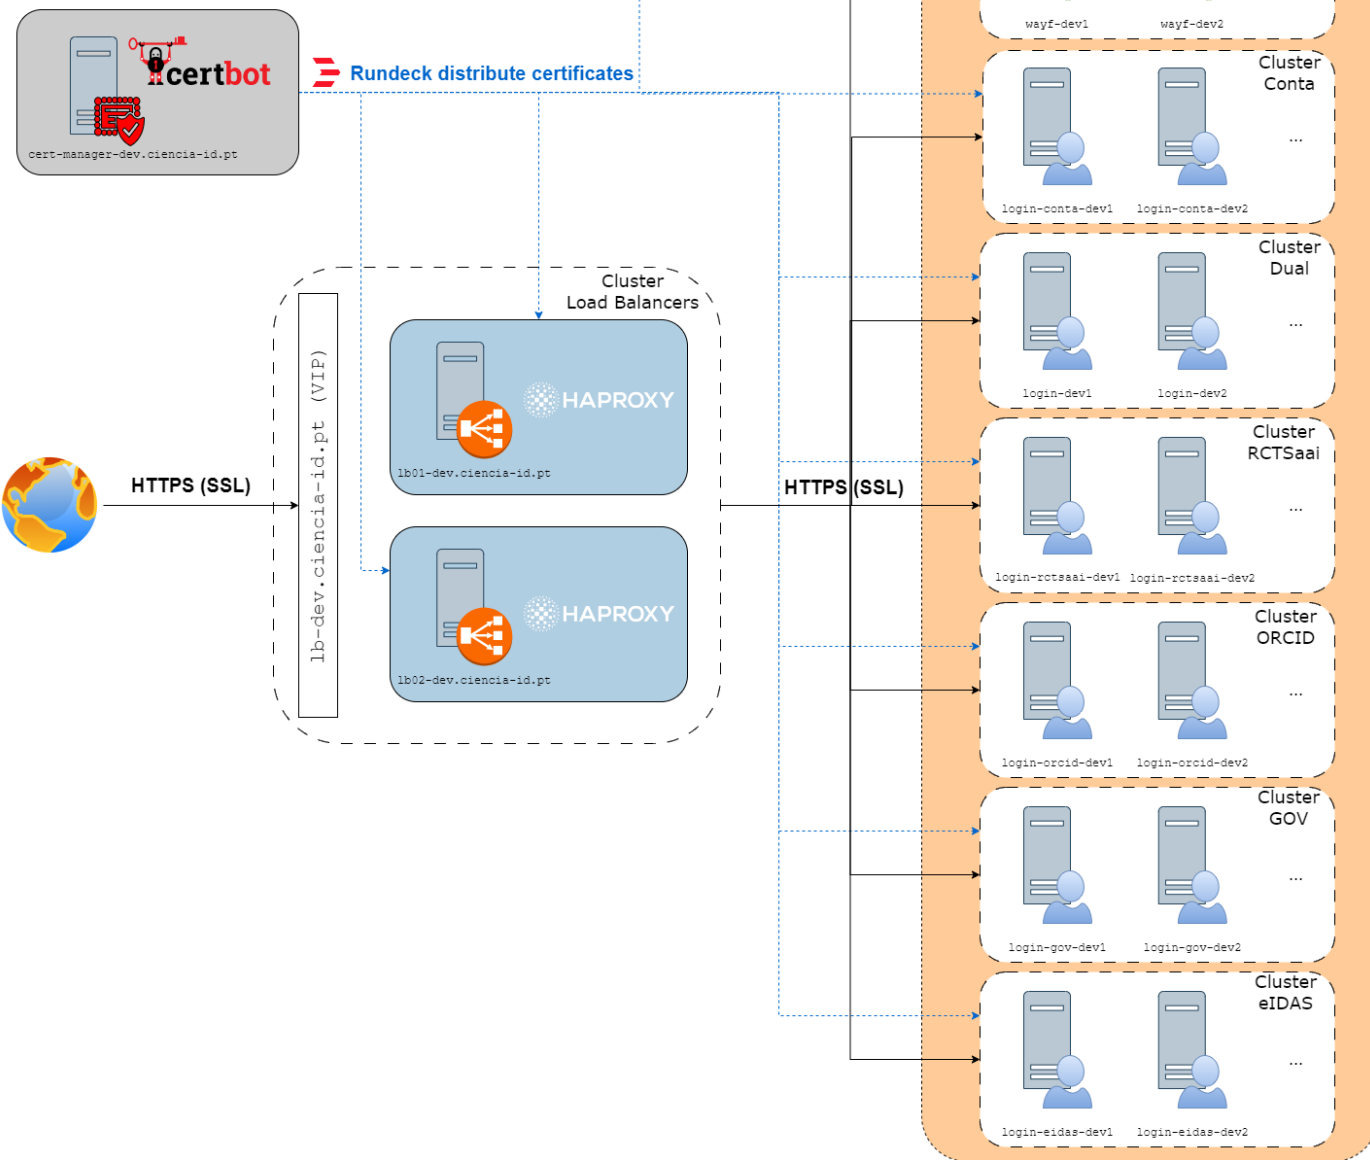 wayf-dev1
wayf-dev2
certbot
cert-manager-dev.ciencia-id.pt
Rundeck distribute certificates
Cluster
Conta
...
login-conta-dev1
login-conta-dev2
Cluster
Dual
...
login-dev1
login-dev2
Cluster
Load Balancers
lb-dev.ciencia-id.pt (VIP)
HAPROXY
lb01-dev.ciencia-id.pt
HTTPS (SSL)
HTTPS (SSL)
HAPROXY
lb02-dev.ciencia-id.pt
Cluster
RCTSaai
...
login-rctsaai-dev1
login-rctsaai-dev2
Cluster
ORCID
...
login-orcid-dev1
login-orcid-dev2
Cluster
GOV
...
login-gov-dev1
login-gov-dev2
Cluster
eIDAS
...
login-eidas-dev1
login-eidas-dev2